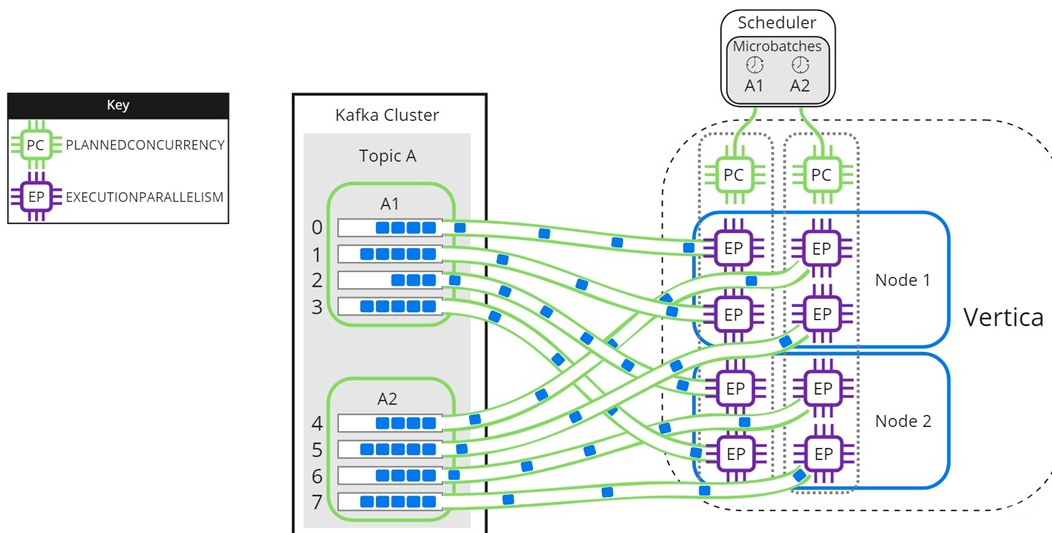 Scheduler
Microbatches
A1 A2
Key
PC PLANNEDCONCURRENCY
EP EXECUTIONPARALLELISM
Kafka Cluster
Topic A
A1
0
1
2
3
A2
4
5
6
7
PC PC
EP EP
Node 1
EP EP
Vertica
EP EP
Node 2
EP EP